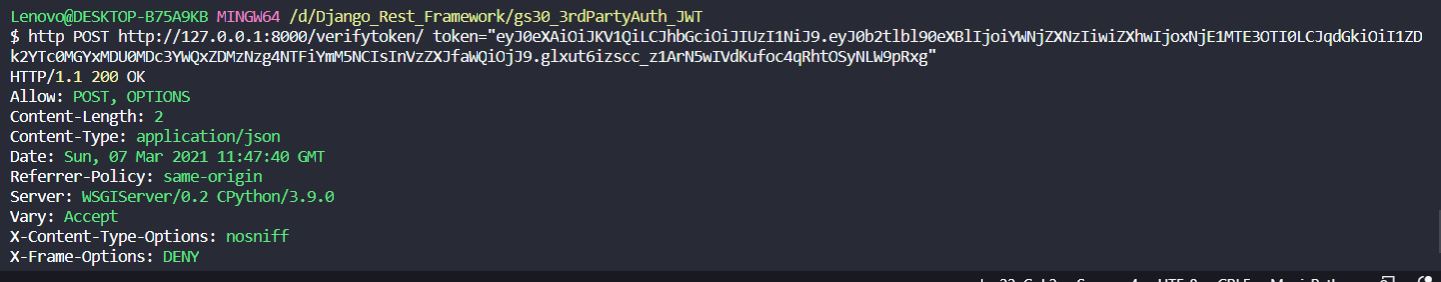 Lenovo@DESKTOP-B75A9KB MINGW64 /d/Django_Rest_Framework/gs30_3rdPartyAuth_JWT
$ http POST http://127.0.0.1:8000/verifytoken/ token="eyJ0eXAiOiJKV1QiLCJhbGciOiJIUzI1NiJ9.eyJ0b2tlbl90eXBlIjoiYWNjZXNzIiwiZXhwIjoxNjE1MTE3OTI0LCJqdGkiOiI1ZD
k2YTc0MGYxMDU0MDc3YWQxZDMzNzg4NTFiYmM5NCIsInVzZXJfaWQiOjJ9.glxut6izscc_z1ArN5wIVdKufoc4qRhtOSyNLW9pRxg"
HTTP/1.1 200 OK
Allow: POST, OPTIONS
Content-Length: 2
Content-Type: application/json
Date: Sun, 07 Mar 2021 11:47:40 GMT
Referrer-Policy: same-origin
Server: WSGIServer/0.2 CPython/3.9.0
Vary: Accept
X-Content-Type-Options: nosniff
X-Frame-Options: DENY